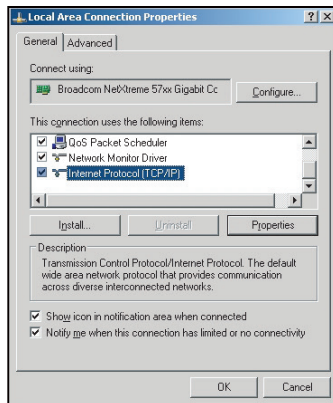 Local Area Connection Properties
General
Advanced
Connect using:
Broadcom NetXtreme 57xx Gigabit Cc
Configure...
This connection uses the following items:
QoS Packet Scheduler
Network Monitor Driver
Internet Protocol (TCP/IP)
Install...
Uninstall
Properties
Description
Transmission Control Protocol/Internet Protocol. The default
wide area network protocol that provides communication
across diverse interconnected networks.
Show icon in notification area when connected
Notify me when this connection has limited or no connectivity
OK
Cancel